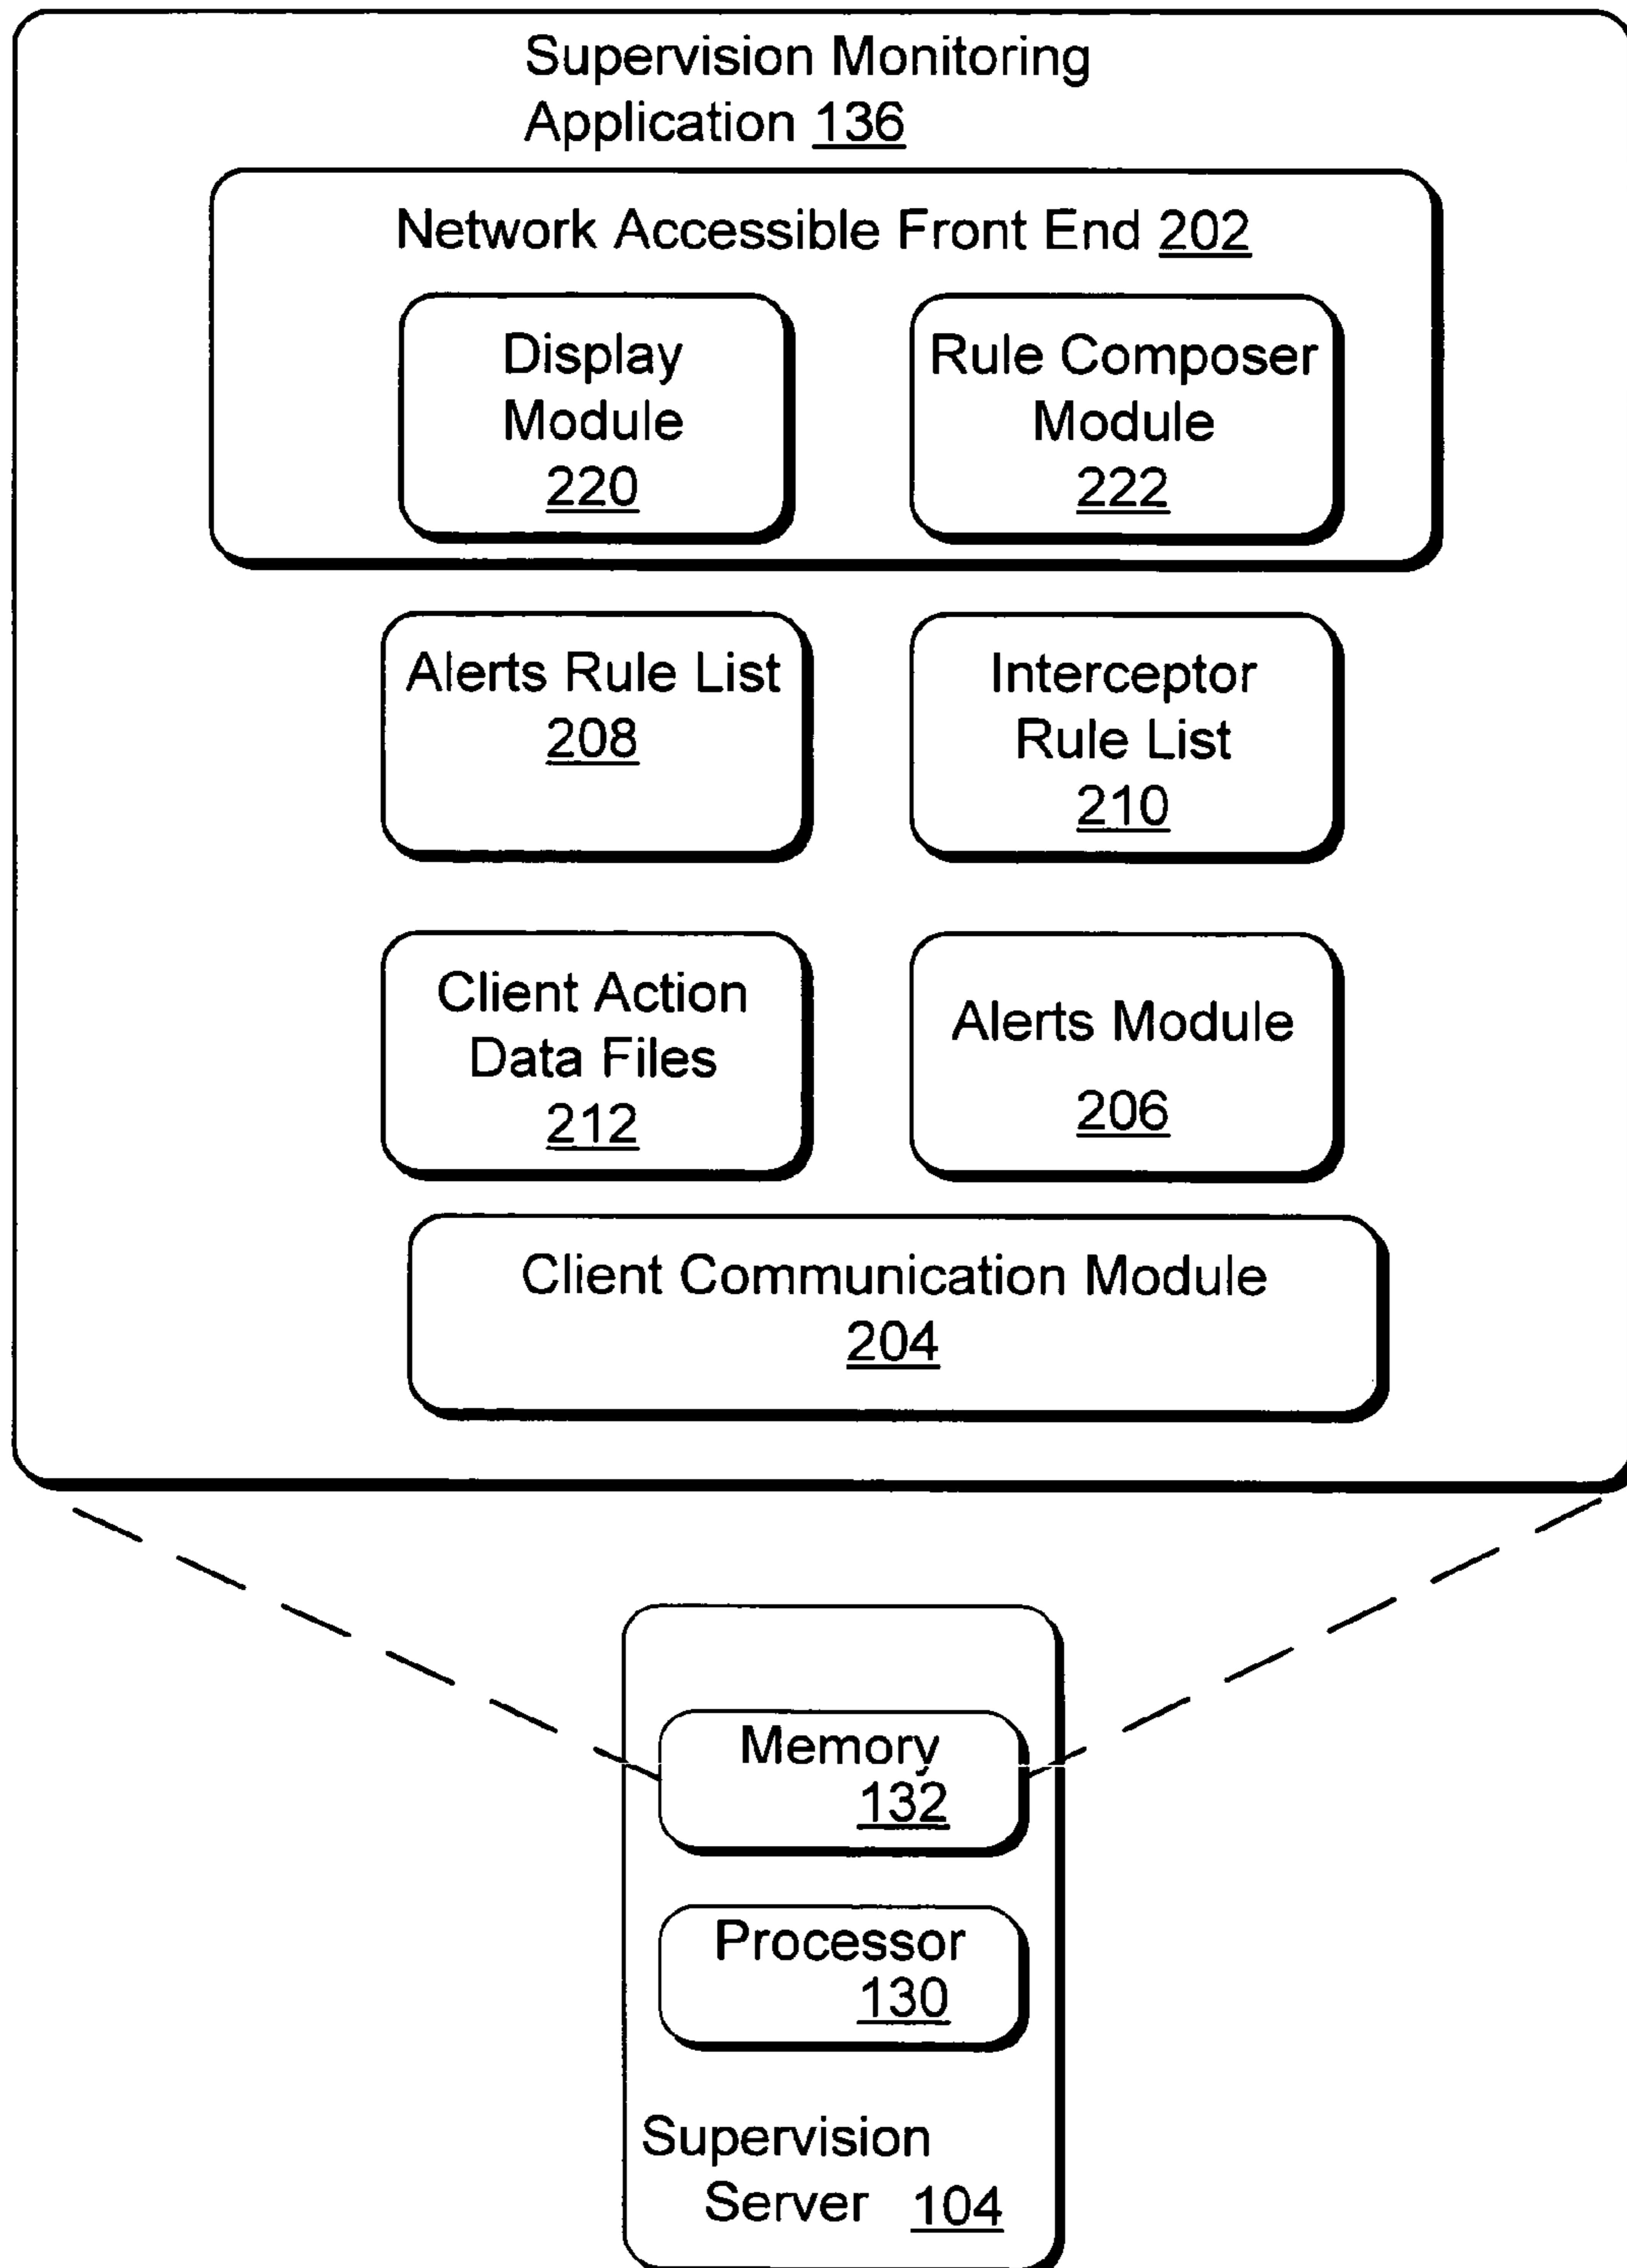 Supervision Monitoring
Application 136
Network Accessible Front End 202
Display
Module
220
Rule Composer
Module
222
Alerts Rule List
208
Interceptor
Rule List
210
Client Action
Data Files
212
Alerts Module
206
Client Communication Module
204
Memory
132
Processor
130
Supervision
Server 104